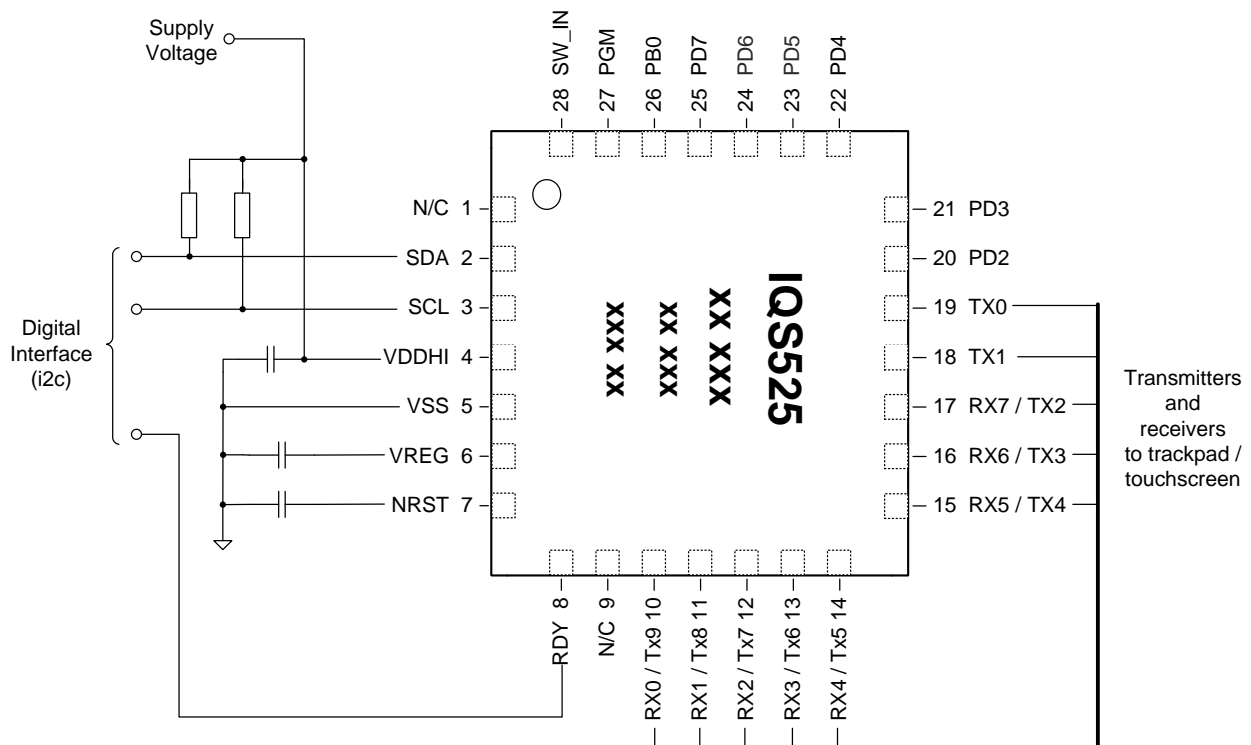 Supply
Voltage
28 SW_IN
27 PGM
26 PB0
25 PD7
24 PD6
23 PD5
22 PD4
N/C 1
SDA 2
SCL 3
VDDHI 4
VSS 5
VREG 6
NRST 7
Digital
Interface
(i2c)
IQS525
xx xxx
xxx xx
xx xxx
21 PD3
20 PD2
19 TX0
18 TX1
17 RX7 / TX2
16 RX6 / TX3
15 RX5 / TX4
Transmitters
and
receivers
to trackpad /
touchscreen
RDY 8
N/C 9
RX0 / Tx9 10
RX1 / Tx8 11
RX2 / Tx7 12
RX3 / Tx6 13
RX4 / Tx5 14